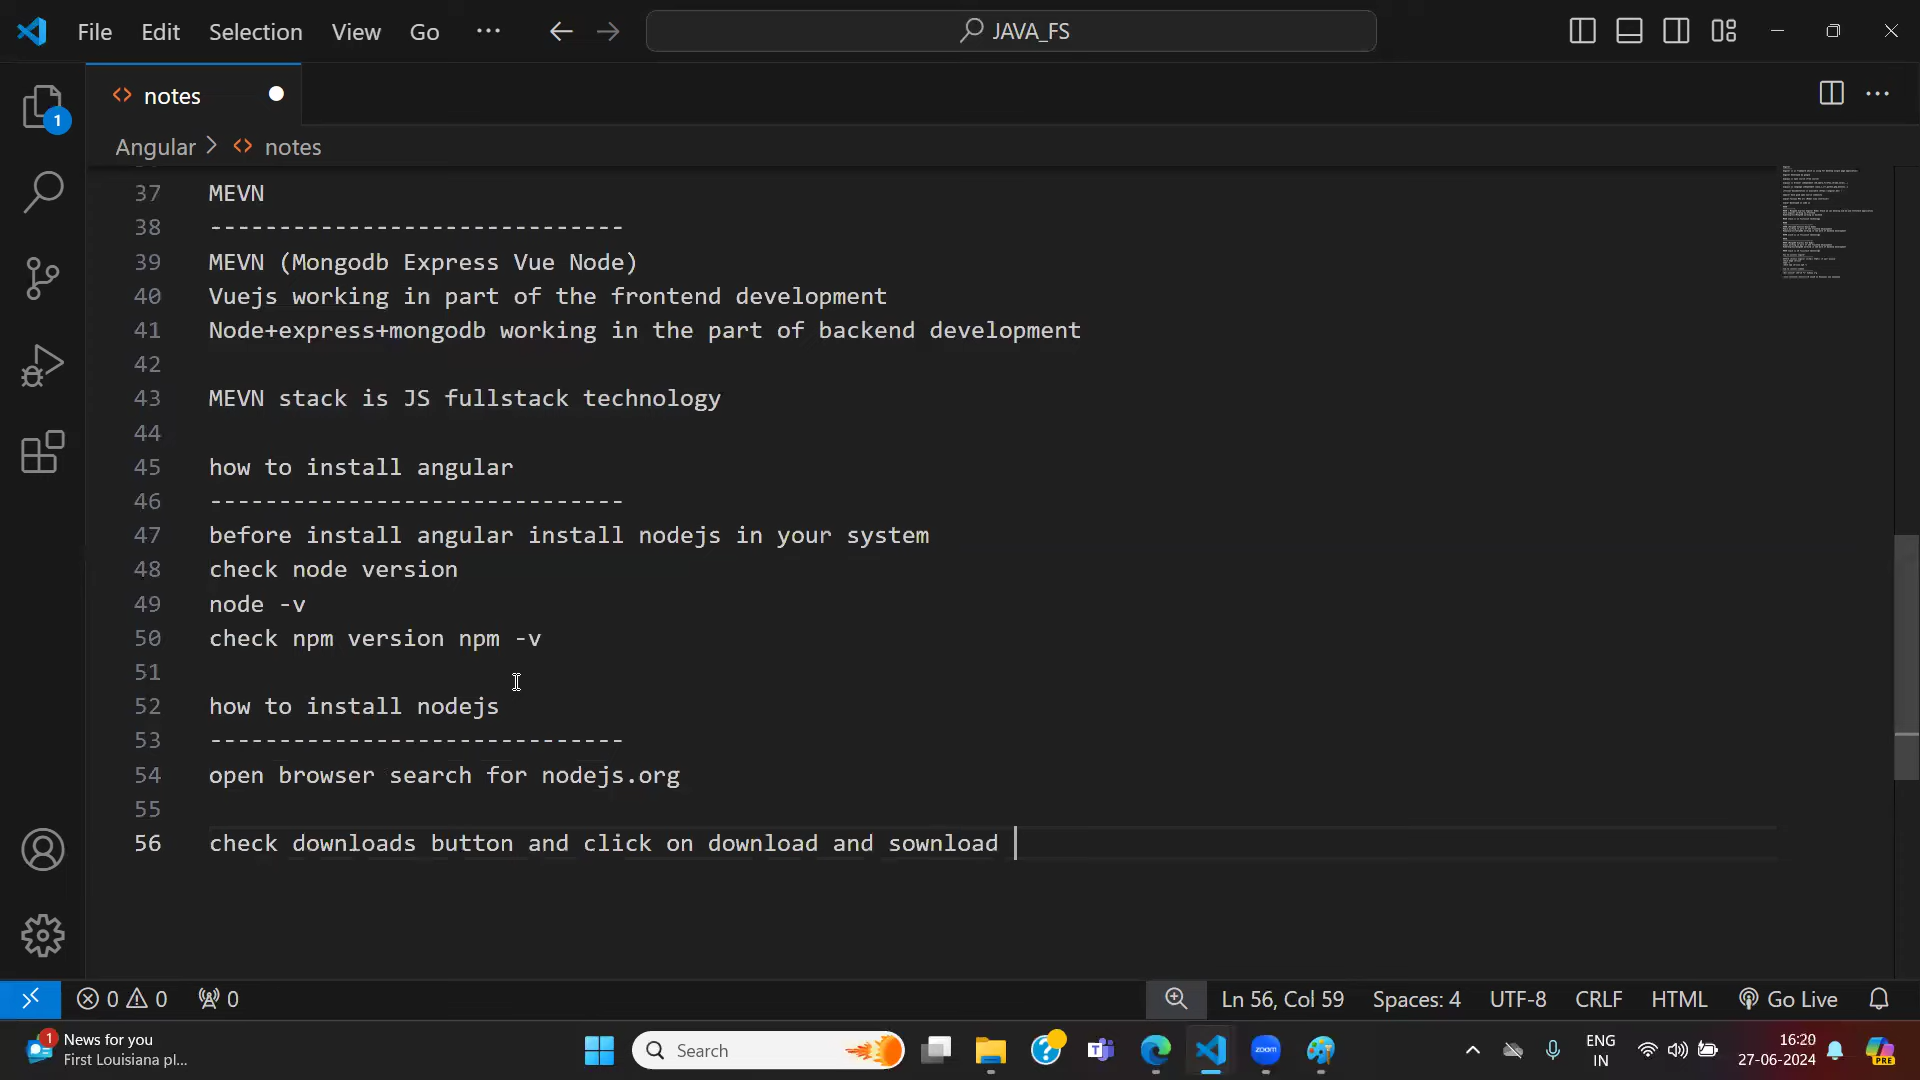 File Edit Selection View Go ... JAVA_FS
1
notes
Angular > notes
37 MEVN
38 ------------------------------
39 MEVN (Mongodb Express Vue Node)
40 Vuejs working in part of the frontend development
41 Node+express+mongodb working in the part of backend development
42
43 MEVN stack is JS fullstack technology
44
45 how to install angular
46 ------------------------------
47 before install angular install nodejs in your system
48 check node version
49 node -v
50 check npm version npm -v
51
52 how to install nodejs
53 ------------------------------
54 open browser search for nodejs.org
55
56 check downloads button and click on download and sownload
0 0 0 Ln 56, Col 59 Spaces: 4 UTF-8 CRLF HTML Go Live
1 News for you
First Louisiana pl...
Search
zoom
ENG
IN
16:20
27-06-2024
PRE